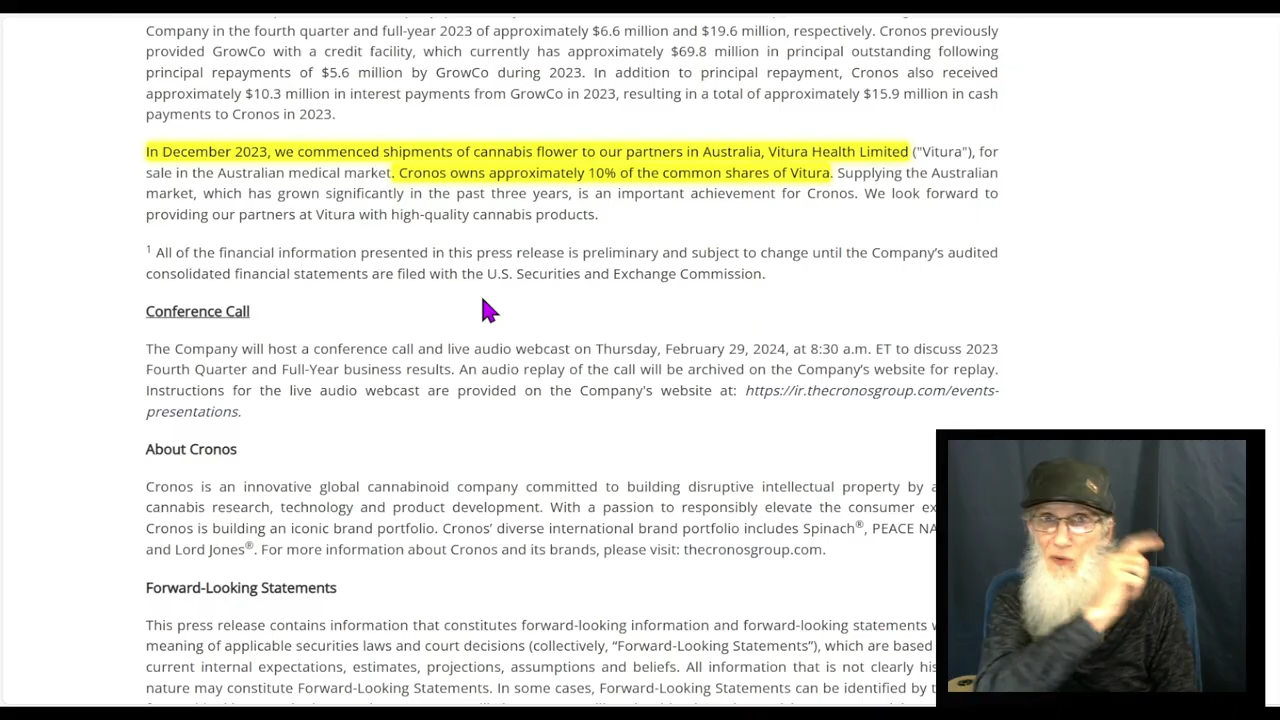 Company in the fourth quarter and full-year 2023 of approximately $6.6 million and $19.6 million, respectively. Cronos previously
provided GrowCo with a credit facility, which currently has approximately $69.8 million in principal outstanding following
principal repayments of $5.6 million by GrowCo during 2023. In addition to principal repayment, Cronos also received
approximately $10.3 million in interest payments from GrowCo in 2023, resulting in a total of approximately $15.9 million in cash
payments to Cronos in 2023.
In December 2023, we commenced shipments of cannabis flower to our partners in Australia, Vitura Health Limited ("Vitura"), for
sale in the Australian medical market. Cronos owns approximately 10% of the common shares of Vitura. Supplying the Australian
market, which has grown significantly in the past three years, is an important achievement for Cronos. We look forward to
providing our partners at Vitura with high-quality cannabis products.
1 All of the financial information presented in this press release is preliminary and subject to change until the Company's audited
consolidated financial statements are filed with the U.S. Securities and Exchange Commission.
Conference Call
The Company will host a conference call and live audio webcast on Thursday, February 29, 2024, at 8:30 a.m. ET to discuss 2023
Fourth Quarter and Full-Year business results. An audio replay of the call will be archived on the Company's website for replay.
Instructions for the live audio webcast are provided on the Company's website at: https://ir.thecronosgroup.com/events-
presentations.
About Cronos
Cronos is an innovative global cannabinoid company committed to building disruptive intellectual property by a
cannabis research, technology and product development. With a passion to responsibly elevate the consumer ex
Cronos is building an iconic brand portfolio. Cronos' diverse international brand portfolio includes Spinach®, PEACE NA
and Lord Jones®. For more information about Cronos and its brands, please visit: thecronosgroup.com.
Forward-Looking Statements
This press release contains information that constitutes forward-looking information and forward-looking statements
meaning of applicable securities laws and court decisions (collectively, "Forward-Looking Statements"), which are based
current internal expectations, estimates, projections, assumptions and beliefs. All information that is not clearly his
nature may constitute Forward-Looking Statements. In some cases, Forward-Looking Statements can be identified by t